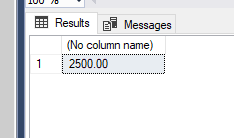 100 %
Results Messages
(No column name)
1 2500.00